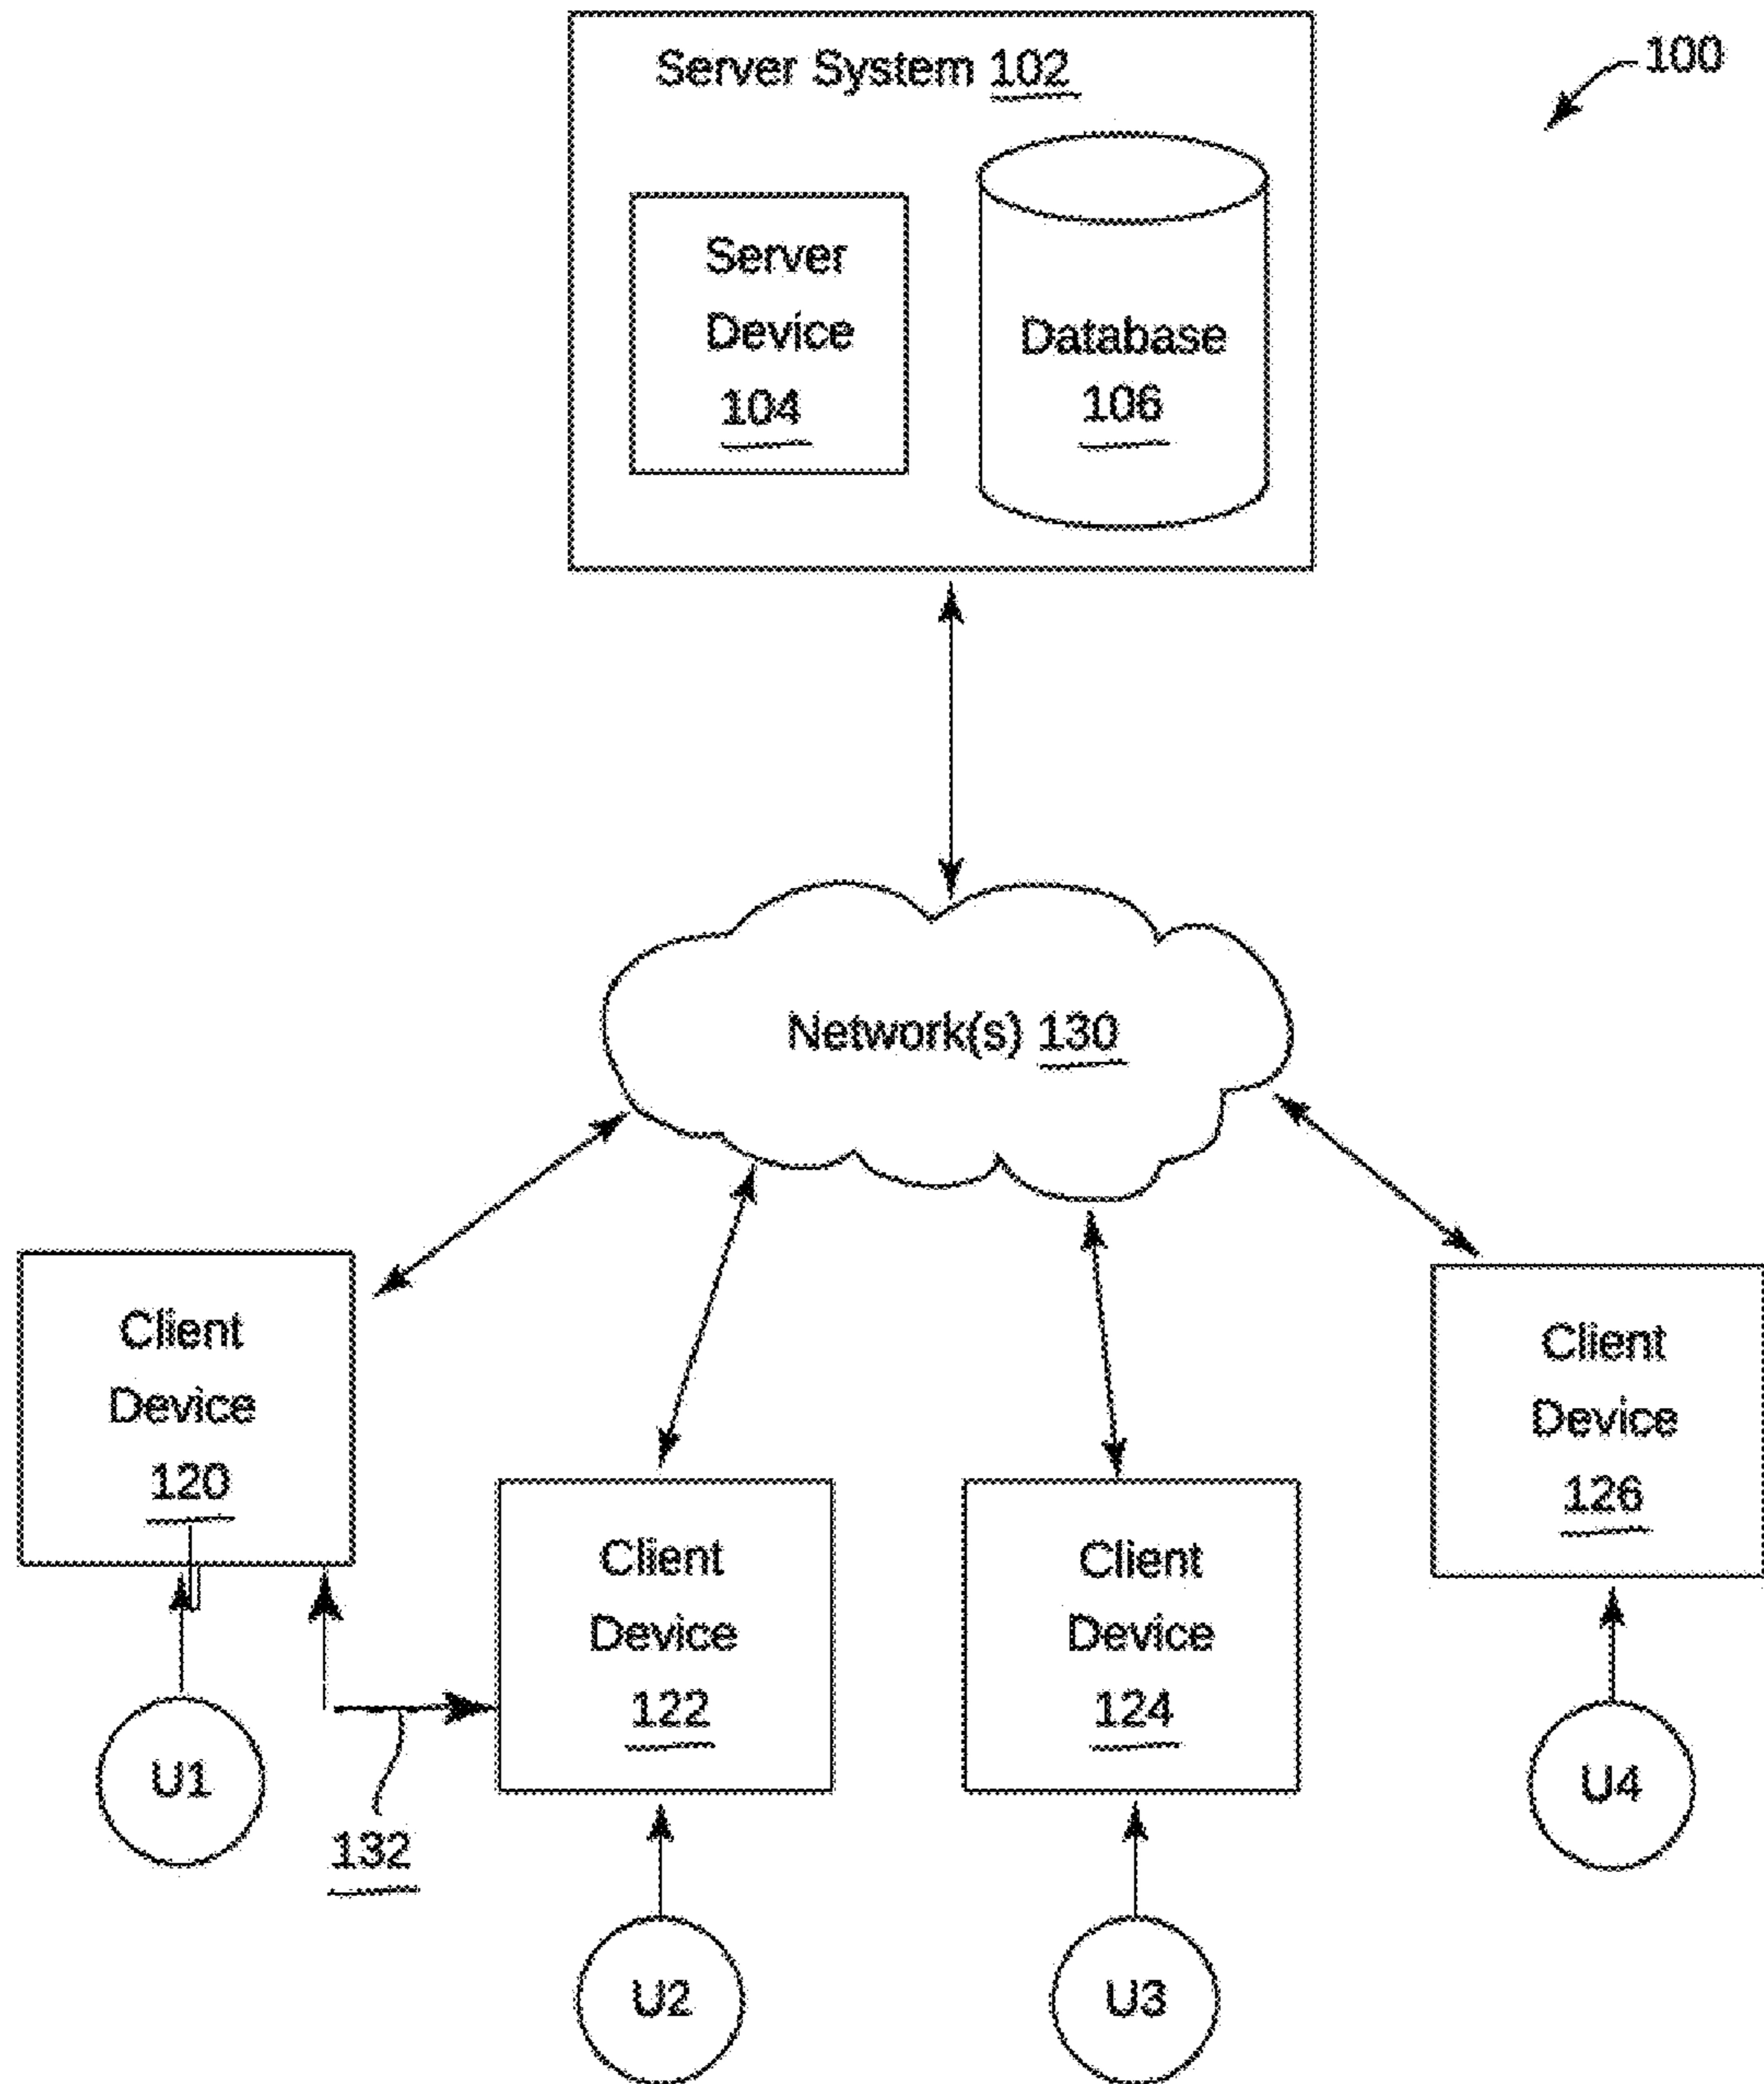 Server System 102
100
Server
Device
104
Database
106
Network(s) 130
Client
Device
120
Client
Device
122
Client
Device
124
Client
Device
126
U1
132
U2
U3
U4